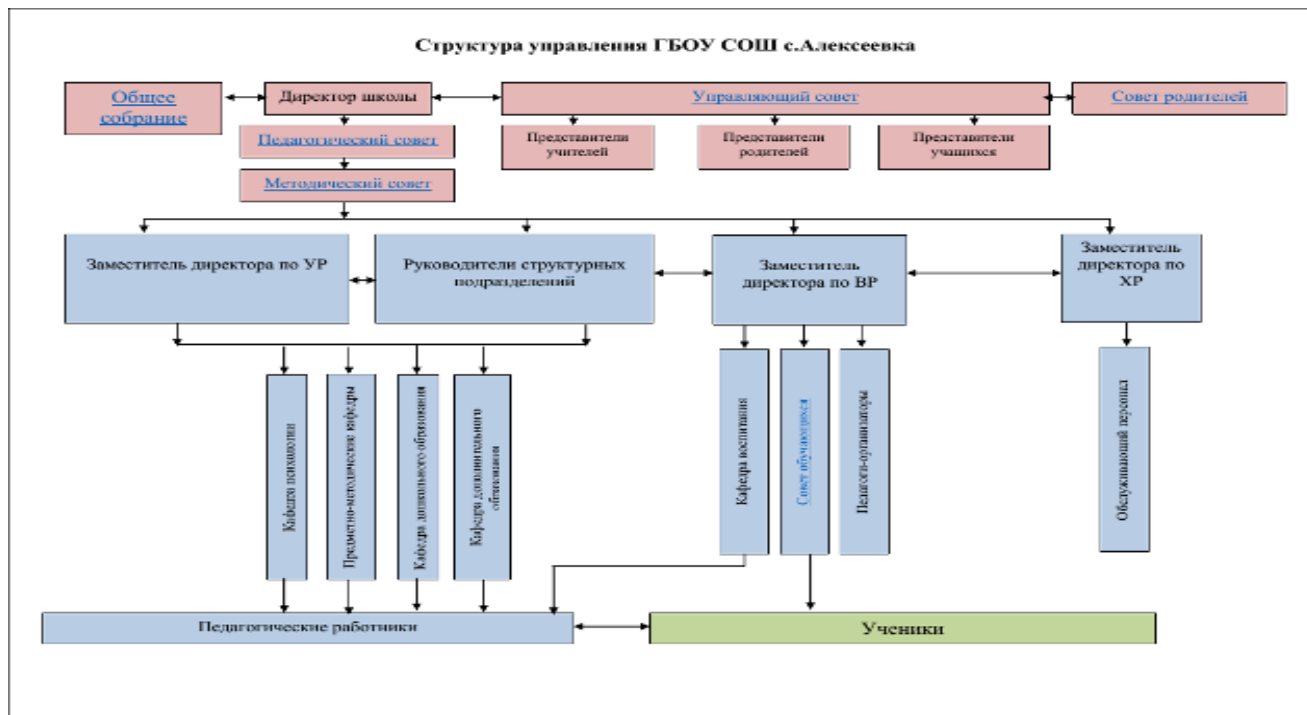 Структура управления ГБОУ СОШ с.Алексеевка
Общее
собрание
Директор школы
Управляющий совет
Совет родителей
Педагогический совет
Представители
учителей
Представители
родителей
Представители
учащихся
Методический совет
Заместитель директора по УР
Руководители структурных
подразделений
Заместитель
директора по ВР
Заместитель
директора по
ХР
Кафедра психологии
Предметно-методические кафедры
Кафедра дошкольного образования
Кафедра дополнительного
образования
Кафедра воспитания
Совет обучающихся
Педагоги-организаторы
Обслуживающий персонал
Педагогические работники
Ученики